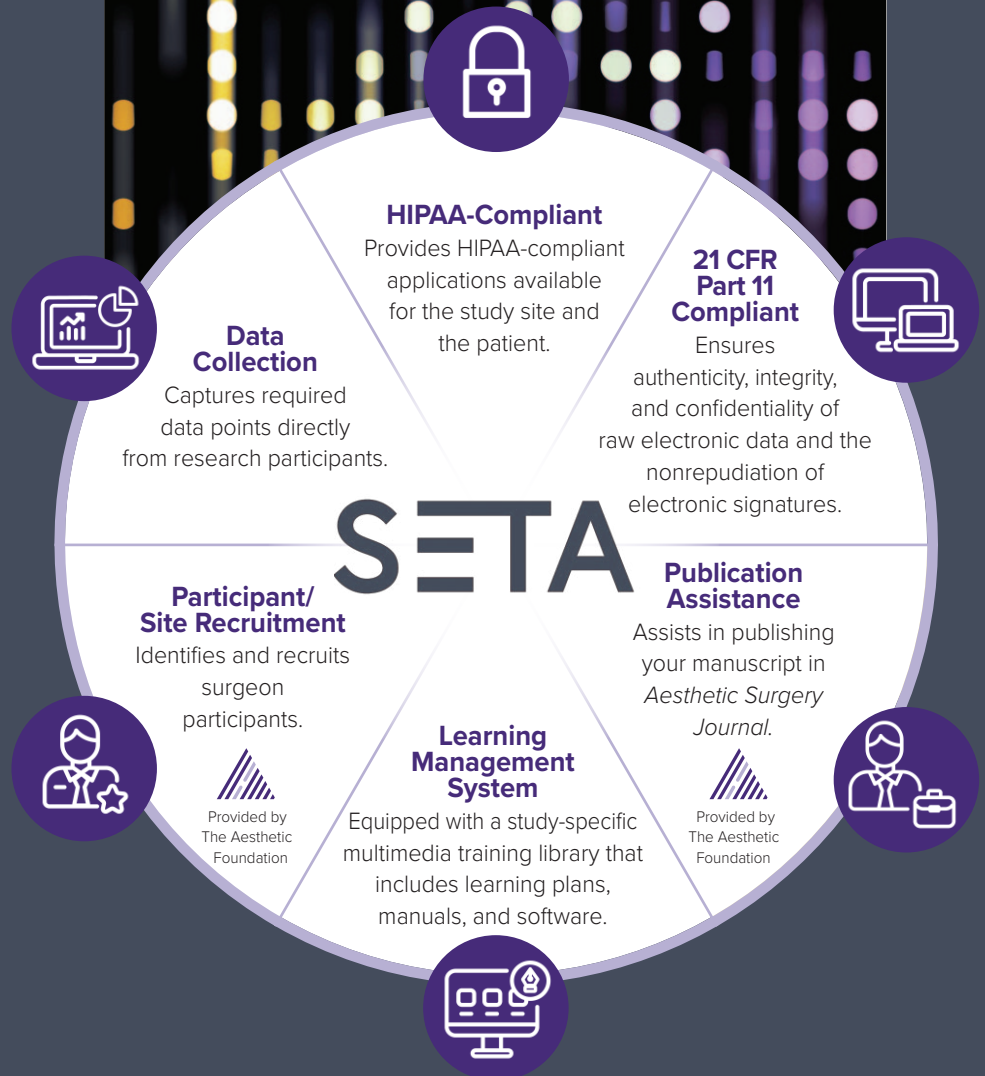 HIPAA-Compliant
Provides HIPAA-compliant
applications available
for the study site and
the patient.
21 CFR
Part 11
Compliant
Ensures
authenticity, integrity,
and confidentiality of
raw electronic data and the
nonrepudiation of
electronic signatures.
Data
Collection
Captures required
data points directly
from research participants.
SETA
Participant/
Site Recruitment
Identifies and recruits
surgeon
participants.
Provided by
The Aesthetic
Foundation
Learning
Management
System
Equipped with a study-specific
multimedia training library that
includes learning plans,
manuals, and software.
Publication
Assistance
Assists in publishing
your manuscript in
Aesthetic Surgery
Journal.
Provided by
The Aesthetic
Foundation